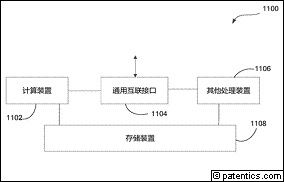 1100
计算装置
通用互联接口
其他处理装置
1106
1102
1104
存储装置
1108
© patentics.com